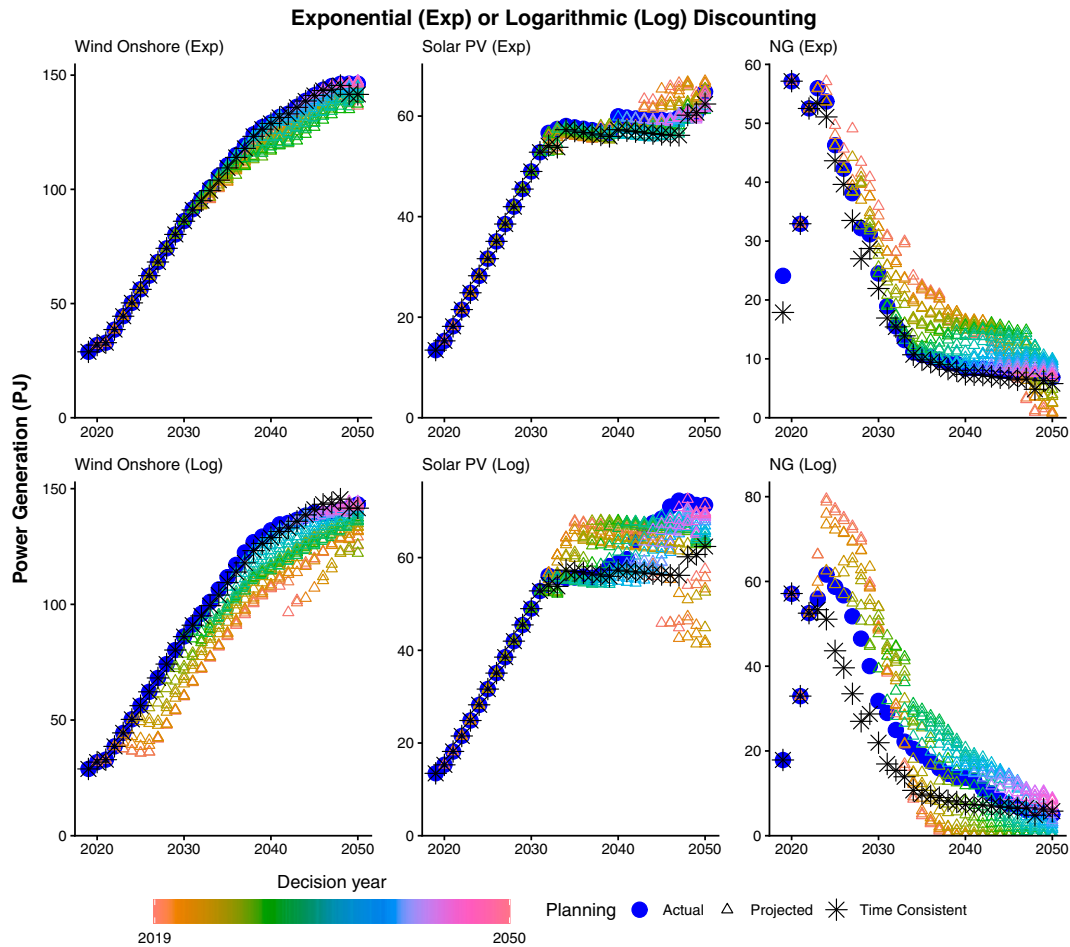 Exponential (Exp) or Logarithmic (Log) Discounting
Wind Onshore (Exp)
Solar PV (Exp)
NG (Exp)
150
100
50
0
2020 2030 2040 2050
60
40
20
0
2020 2030 2040 2050
60
50
40
30
20
10
0
2020 2030 2040 2050
Power Generation (PJ)
Wind Onshore (Log)
Solar PV (Log)
NG (Log)
150
100
50
0
2020 2030 2040 2050
60
40
20
0
2020 2030 2040 2050
80
60
40
20
0
2020 2030 2040 2050
Decision year
2019 2050
Planning Actual Projected Time Consistent